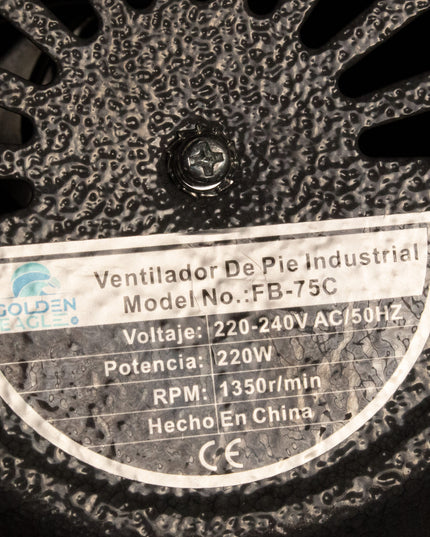 GOLDEN
EAGLE
Ventilador De Pie Industrial
Model No.:FB-75C
Voltaje: 220-240V AC/50HZ
Potencia: 220W
RPM: 1350r/min
Hecho En China
CE